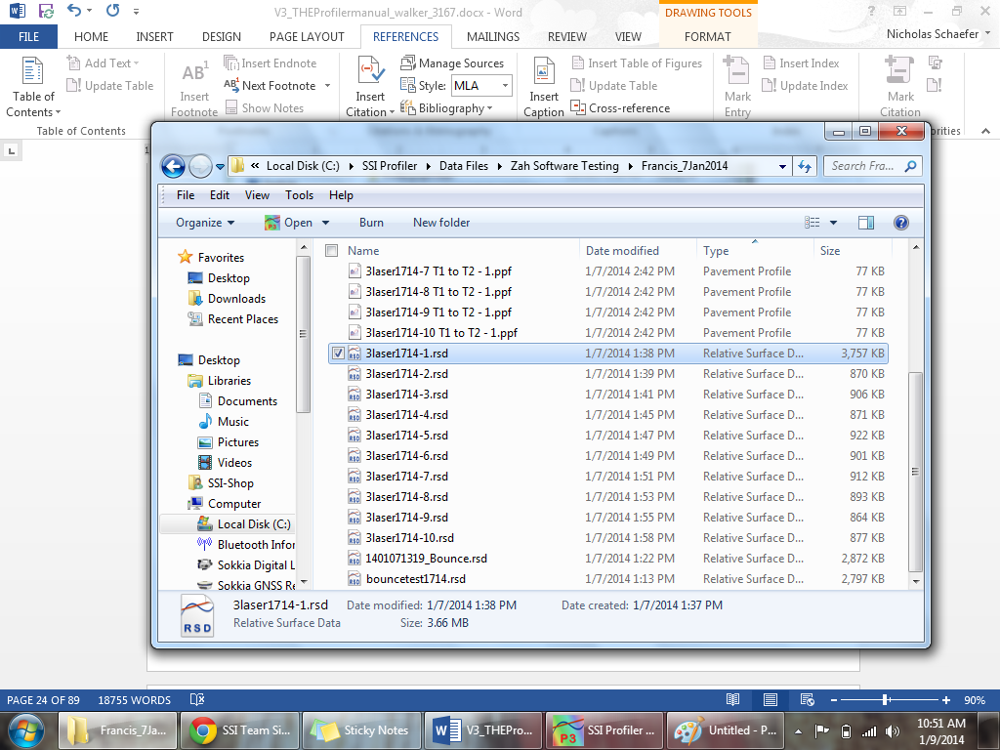 V3_THEProfilermanual_walker_3167.docx - Word
DRAWING TOOLS
FILE HOME INSERT DESIGN PAGE LAYOUT REFERENCES MAILINGS REVIEW VIEW FORMAT Nicholas Schaefer
Table of Contents
Add Text
Update Table
Table of Contents
AB1
Insert Footnote
Insert Endnote
Next Footnote
Show Notes
Insert Citation
Manage Sources
Style: MLA
Bibliography
Insert Caption
Insert Table of Figures
Update Table
Cross-reference
Mark Entry
Insert Index
Update Index
Mark Citation
Local Disk (C:) SSI Profiler Data Files Zah Software Testing Francis_7Jan2014
Search Fra...
File Edit View Tools Help
Organize Open Burn New folder
Favorites
Desktop
Downloads
Recent Places
Desktop
Libraries
Documents
Music
Pictures
Videos
SSI-Shop
Computer
Local Disk (C:)
Bluetooth Infor
Sokkia Digital L
Sokkia GNSS Re
Name Date modified Type Size
3laser1714-7 T1 to T2 - 1.ppf 1/7/2014 2:42 PM Pavement Profile 77 KB
3laser1714-8 T1 to T2 - 1.ppf 1/7/2014 2:42 PM Pavement Profile 77 KB
3laser1714-9 T1 to T2 - 1.ppf 1/7/2014 2:42 PM Pavement Profile 77 KB
3laser1714-10 T1 to T2 - 1.ppf 1/7/2014 2:42 PM Pavement Profile 77 KB
3laser1714-1.rsd 1/7/2014 1:38 PM Relative Surface D... 3,757 KB
3laser1714-2.rsd 1/7/2014 1:39 PM Relative Surface D... 870 KB
3laser1714-3.rsd 1/7/2014 1:41 PM Relative Surface D... 906 KB
3laser1714-4.rsd 1/7/2014 1:45 PM Relative Surface D... 871 KB
3laser1714-5.rsd 1/7/2014 1:47 PM Relative Surface D... 922 KB
3laser1714-6.rsd 1/7/2014 1:49 PM Relative Surface D... 901 KB
3laser1714-7.rsd 1/7/2014 1:51 PM Relative Surface D... 912 KB
3laser1714-8.rsd 1/7/2014 1:53 PM Relative Surface D... 893 KB
3laser1714-9.rsd 1/7/2014 1:55 PM Relative Surface D... 864 KB
3laser1714-10.rsd 1/7/2014 1:58 PM Relative Surface D... 877 KB
1401071319_Bounce.rsd 1/7/2014 1:22 PM Relative Surface D... 2,872 KB
bouncetest1714.rsd 1/7/2014 1:13 PM Relative Surface D... 2,797 KB
RSD
3laser1714-1.rsd Date modified: 1/7/2014 1:38 PM Date created: 1/7/2014 1:37 PM
Relative Surface Data Size: 3.66 MB
PAGE 24 OF 89 18755 WORDS 90%
Francis_7Ja... SSI Team Si... Sticky Notes V3_THEPro... SSI Profiler ... Untitled - P...
P3
10:51 AM
1/9/2014